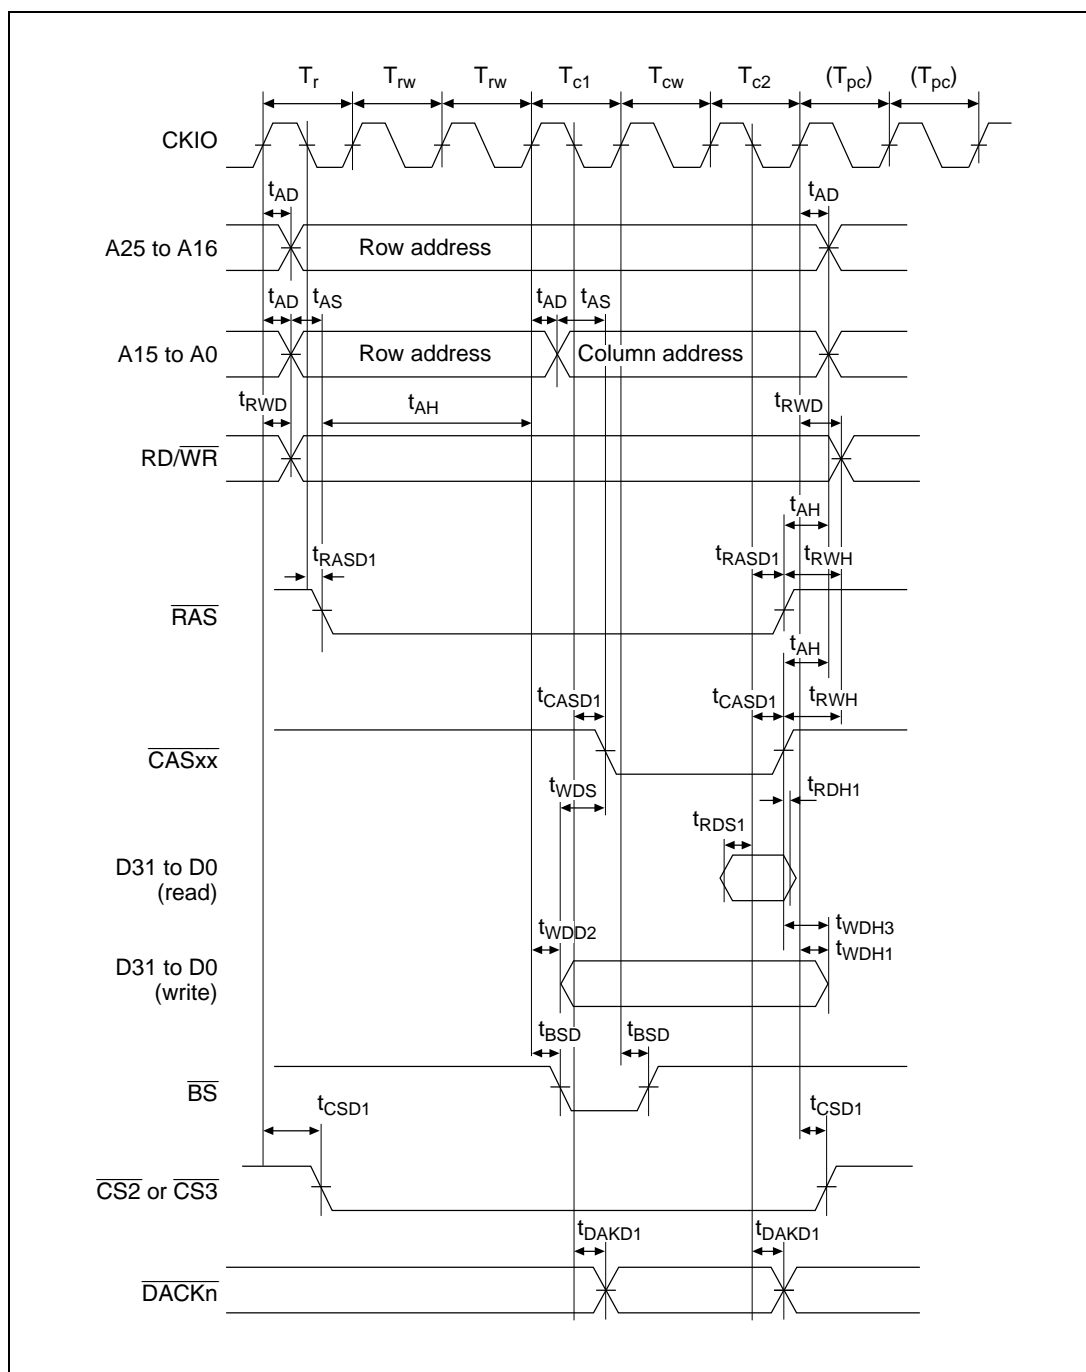 Tr Trw Trw Tc1 Tcw Tc2 (Tpc) (Tpc)
CKIO
tAD tAD
A25 to A16 Row address
tAD tAS tAD tAS
A15 to A0 Row address Column address
tRWD tAH tRWD
RD/WR
tAH
tRASD1 tRASD1 tRWH
RAS
tAH
tCASD1 tCASD1 tRWH
CASxx
tWDS tRDH1
tRDS1
D31 to D0
(read)
tWDH3
tWDD2 tWDH1
D31 to D0
(write)
tBSD tBSD
BS
tCSD1 tCSD1
CS2 or CS3
tDAKD1 tDAKD1
DACKn